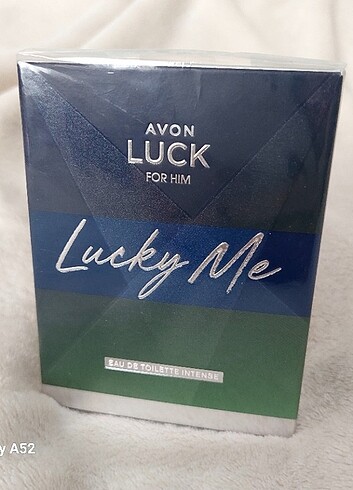 AVON
LUCK
FOR HIM
Lucky Me
EAU DE TOILETTE INTENSE
y A52